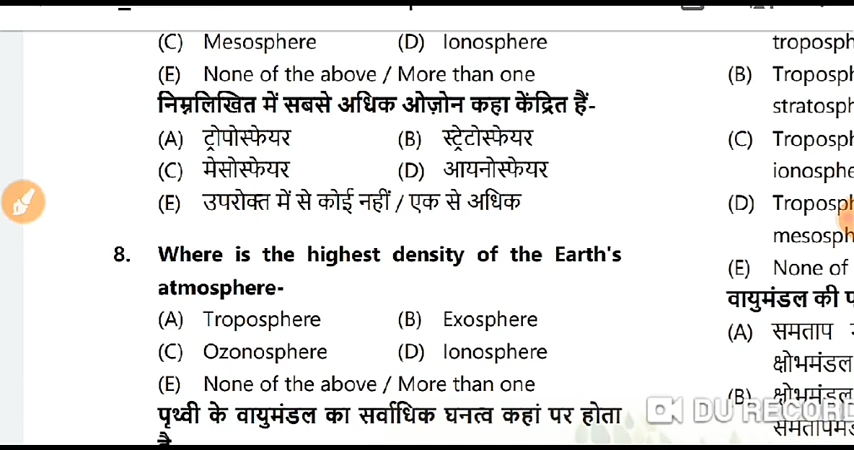 (C) Mesosphere (D) Ionosphere
(E) None of the above / More than one
निम्नलिखित में सबसे अधिक ओज़ोन कहा केंद्रित हैं-
(A) ट्रोपोस्फेयर (B) स्ट्रेटोस्फेयर
(C) मेसोस्फेयर (D) आयनोस्फेयर
(E) उपरोक्त में से कोई नहीं / एक से अधिक
8. Where is the highest density of the Earth's
atmosphere-
(A) Troposphere (B) Exosphere
(C) Ozonosphere (D) Ionosphere
(E) None of the above / More than one
पृथ्वी के वायुमंडल का सर्वाधिक घनत्व कहां पर होता
troposph
(B) Troposph
stratosph
(C) Troposph
ionosphe
(D) Troposph
mesosph
(E) None of
वायुमंडल की
(A) समताप
क्षोभमंडल
(B) क्षोभमंडल
DU RECORD